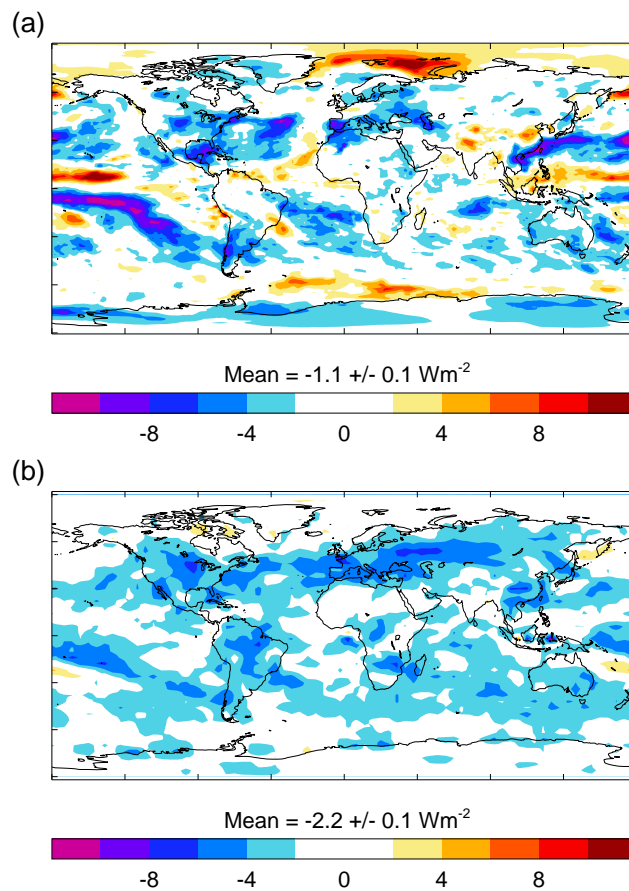 (a)
Mean = -1.1 +/- 0.1 Wm⁻²
-8 -4 0 4 8
(b)
Mean = -2.2 +/- 0.1 Wm⁻²
-8 -4 0 4 8